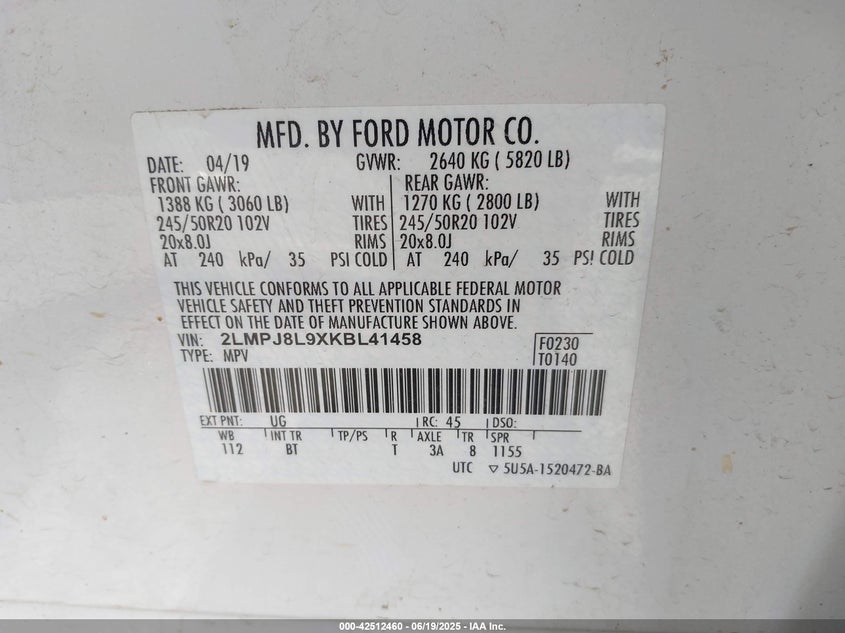 MFD. BY FORD MOTOR CO.
DATE: 04/19 GVWR: 2640 KG ( 5820 LB)
FRONT GAWR: REAR GAWR:
1388 KG ( 3060 LB) WITH 1270 KG ( 2800 LB) WITH
245/50R20 102V TIRES 245/50R20 102V TIRES
20x8.0J RIMS 20x8.0J RIMS
AT 240 kPa/ 35 PSI COLD AT 240 kPa/ 35 PSI COLD
THIS VEHICLE CONFORMS TO ALL APPLICABLE FEDERAL MOTOR
VEHICLE SAFETY AND THEFT PREVENTION STANDARDS IN
EFFECT ON THE DATE OF MANUFACTURE SHOWN ABOVE.
VIN: 2LMPJ8L9XKBL41458 F0230
TYPE: MPV T0140
EXT PNT: UG RC: 45 DSO:
WB INT TR TP/PS R AXLE TR SPR
112 BT T 3A 8 1155
UTC ▽ 5U5A-1520472-BA
000-42512460 - 06/19/2025 - IAA Inc.